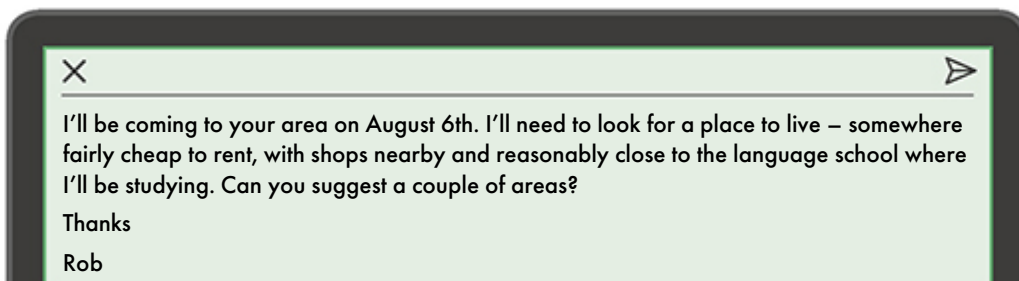 I’ll be coming to your area on August 6th. I’ll need to look for a place to live – somewhere
fairly cheap to rent, with shops nearby and reasonably close to the language school where
I’ll be studying. Can you suggest a couple of areas?
Thanks
Rob